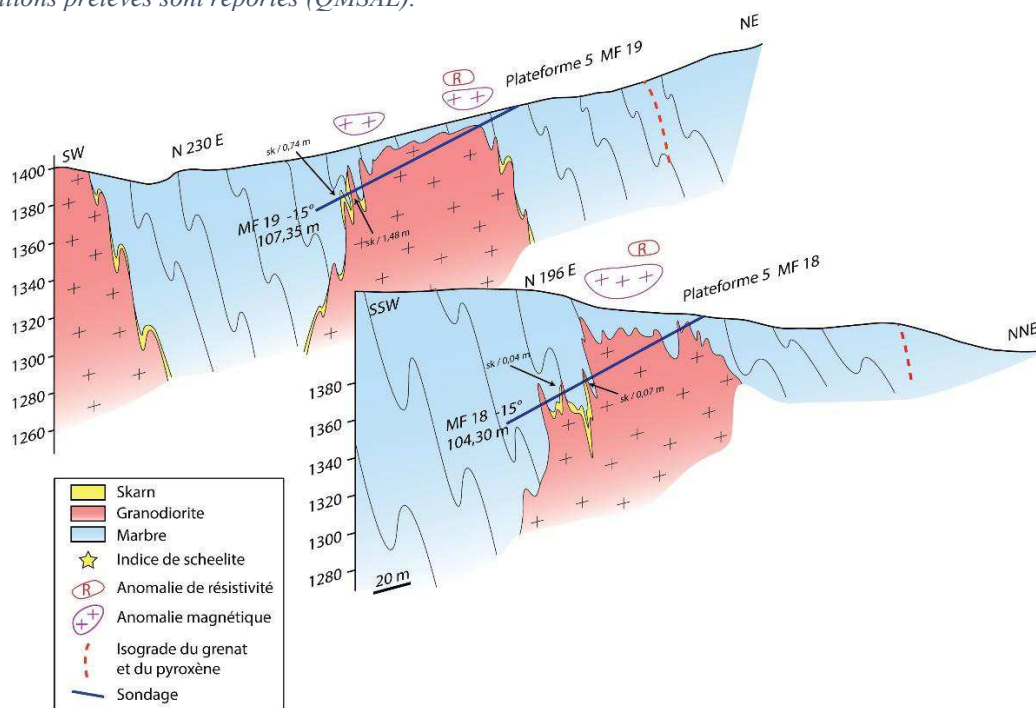 tions prélevés sont reportés (QMSAL).
NE
Plateforme 5 MF 19
R
N 230 E
SW
sk / 0,74 m
MF 19 -15°
107,35 m
sk / 1,48 m
1400
1380
1360
1340
1320
1300
1280
1260
R
N 196 E
Plateforme 5 MF 18
SSW
NNE
sk / 0,04 m
sk / 0,07 m
MF 18 -15°
104,30 m
1380
1360
1340
1320
1300
1280
20 m
Skarn
Granodiorite
Marbre
Indice de scheelite
R Anomalie de résistivité
Anomalie magnétique
Isograde du grenat
et du pyroxène
Sondage